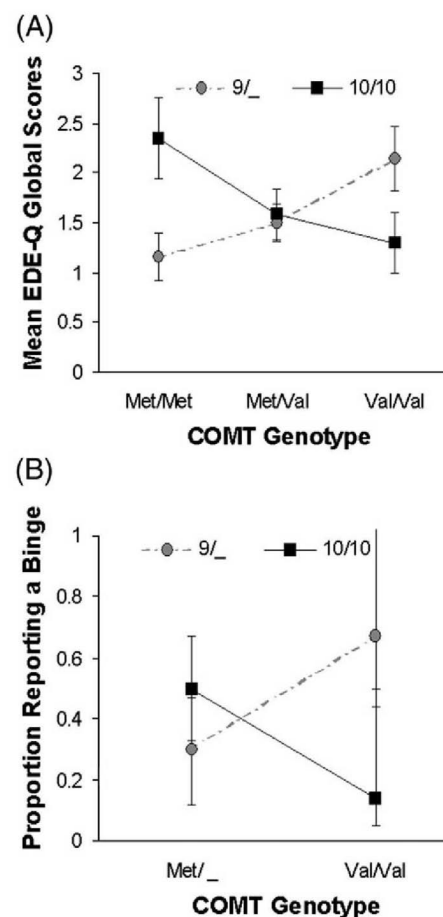 (A)
9/_ 10/10
3
2.5
2
1.5
1
0.5
0
Mean EDE-Q Global Scores
Met/Met Met/Val Val/Val
COMT Genotype
(B)
9/_ 10/10
1
0.8
0.6
0.4
0.2
0
Proportion Reporting a Binge
Met/_ Val/Val
COMT Genotype